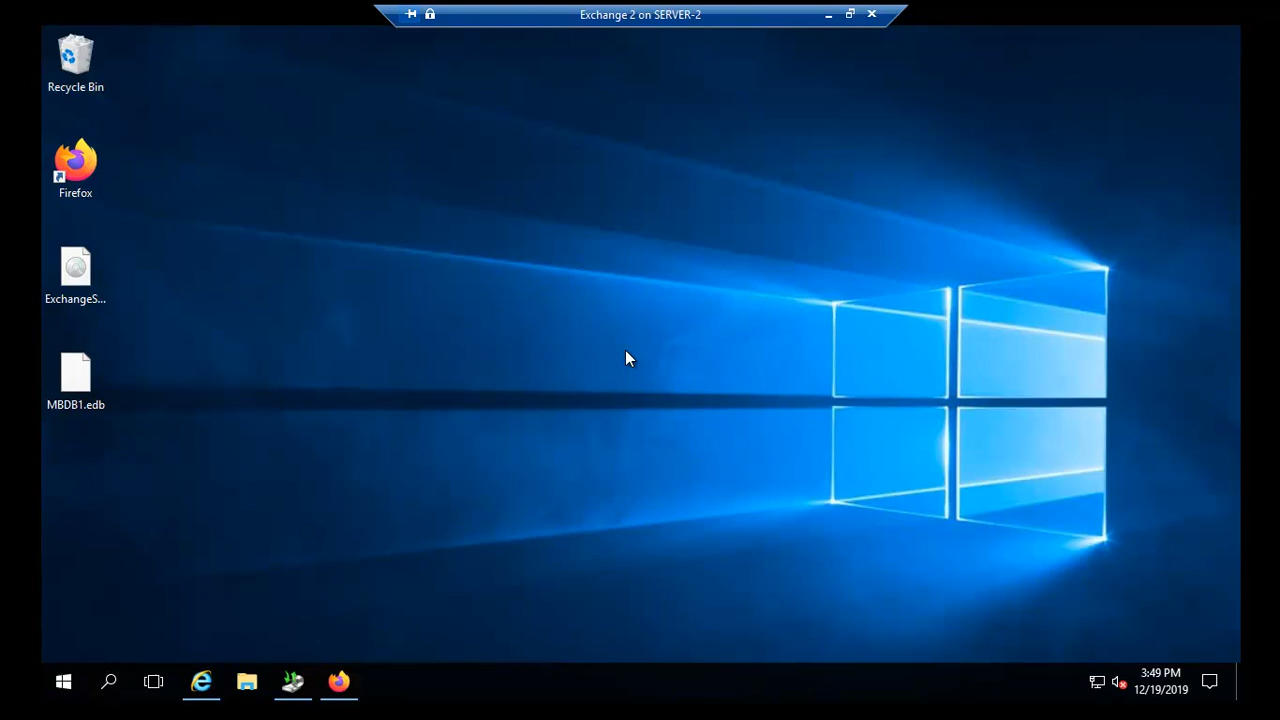 Exchange 2 on SERVER-2
Recycle Bin
Firefox
ExchangeS...
MBDB1.edb
3:49 PM
12/19/2019